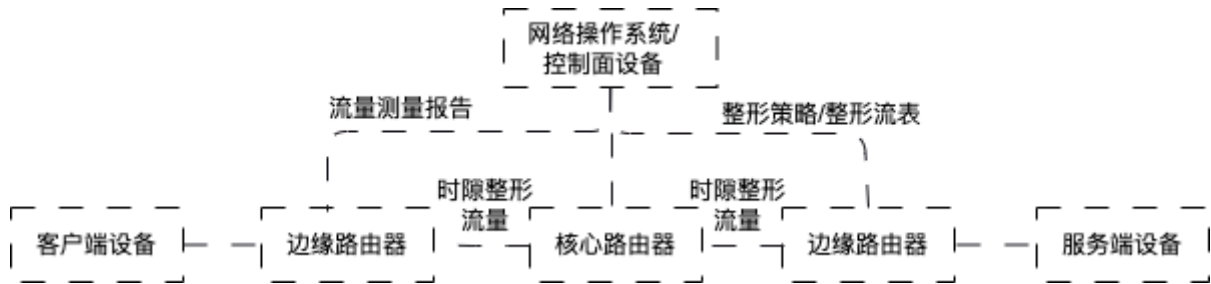 网络操作系统/
控制面设备
流量测量报告
整形策略/整形流表
时隙整形
流量
时隙整形
流量
客户端设备
边缘路由器
核心路由器
边缘路由器
服务端设备